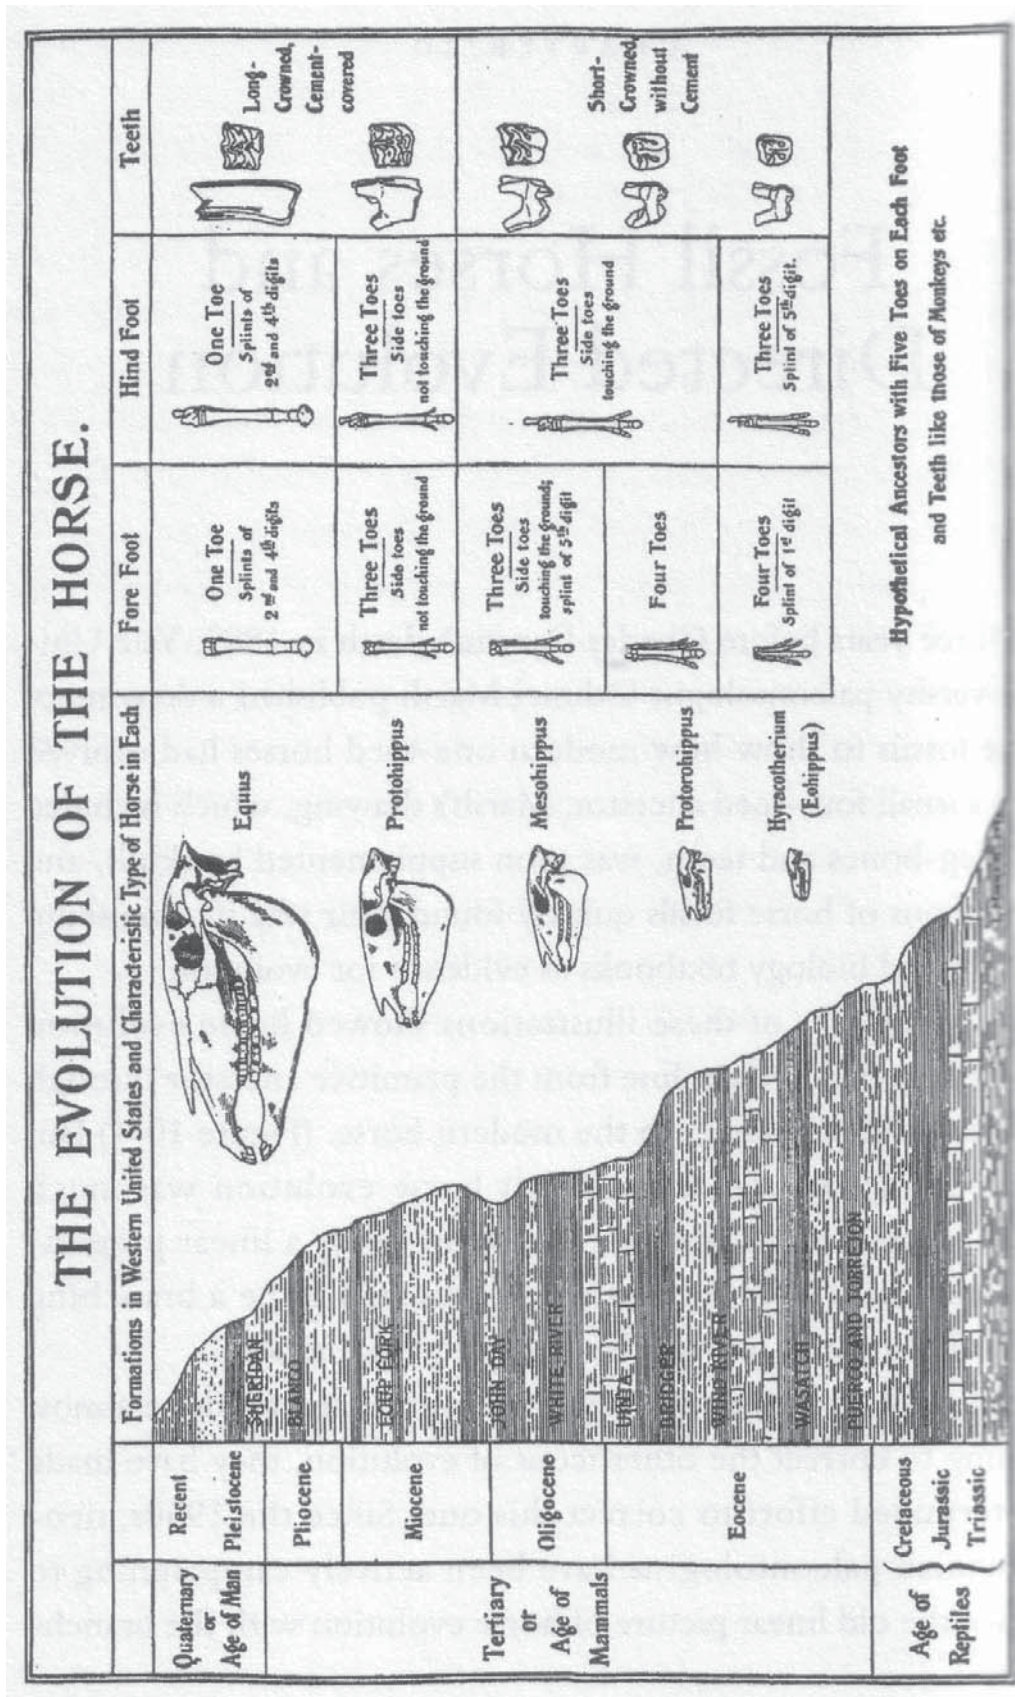 THE EVOLUTION OF THE HORSE.
Formations in Western United States and Characteristic Type of Horse in Each
Fore Foot
Hind Foot
Teeth
Quaternary
or
Age of Man
Recent
Pleistocene
SHERIDAN
Equus
One Toe
Splints of
2nd and 4th digits
One Toe
Splints of
2nd and 4th digits
Long-
Crowned,
Cement-
covered
Tertiary
or
Age of
Mammals
Pliocene
BLANCO
Miocene
LOUP FORK
Protohippus
Three Toes
Side toes
not touching the ground
Three Toes
Side toes
not touching the ground
JOHN DAY
Oligocene
WHITE RIVER
Mesohippus
Three Toes
Side toes
touching the ground;
splint of 5th digit
Three Toes
Side toes
touching the ground
Short-
Crowned,
without
Cement
Eocene
UINTA
BRIDGER
WIND RIVER
WASATCH
PUERCO AND TORREJON
Protorohippus
Four Toes
Hyracotherium
(Eohippus)
Four Toes
Splint of 1st digit
Three Toes
Splint of 5th digit.
Age of
Reptiles
Cretaceous
Jurassic
Triassic
Hypothetical Ancestors with Five Toes on Each Foot
and Teeth like those of Monkeys etc.